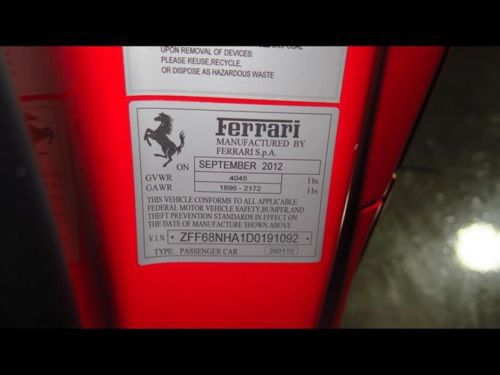 UPON REMOVAL OF DEVICES:
PLEASE REUSE,RECYCLE,
OR DISPOSE AS HAZARDOUS WASTE
Ferrari
MANUFACTURED BY
FERRARI S.p.A.
ON SEPTEMBER 2012
GVWR 4045 lbs
GAWR 1896 - 2172 lbs
THIS VEHICLE CONFORMS TO ALL APPLICABLE
FEDERAL MOTOR VEHICLE SAFETY,BUMPER,AND
THEFT PREVENTION STANDARDS IN EFFECT ON
THE DATE OF MANUFACTURE SHOWN ABOVE
V.I.N. * ZFF68NHA1D0191092 *
TYPE: PASSENGER CAR 280110